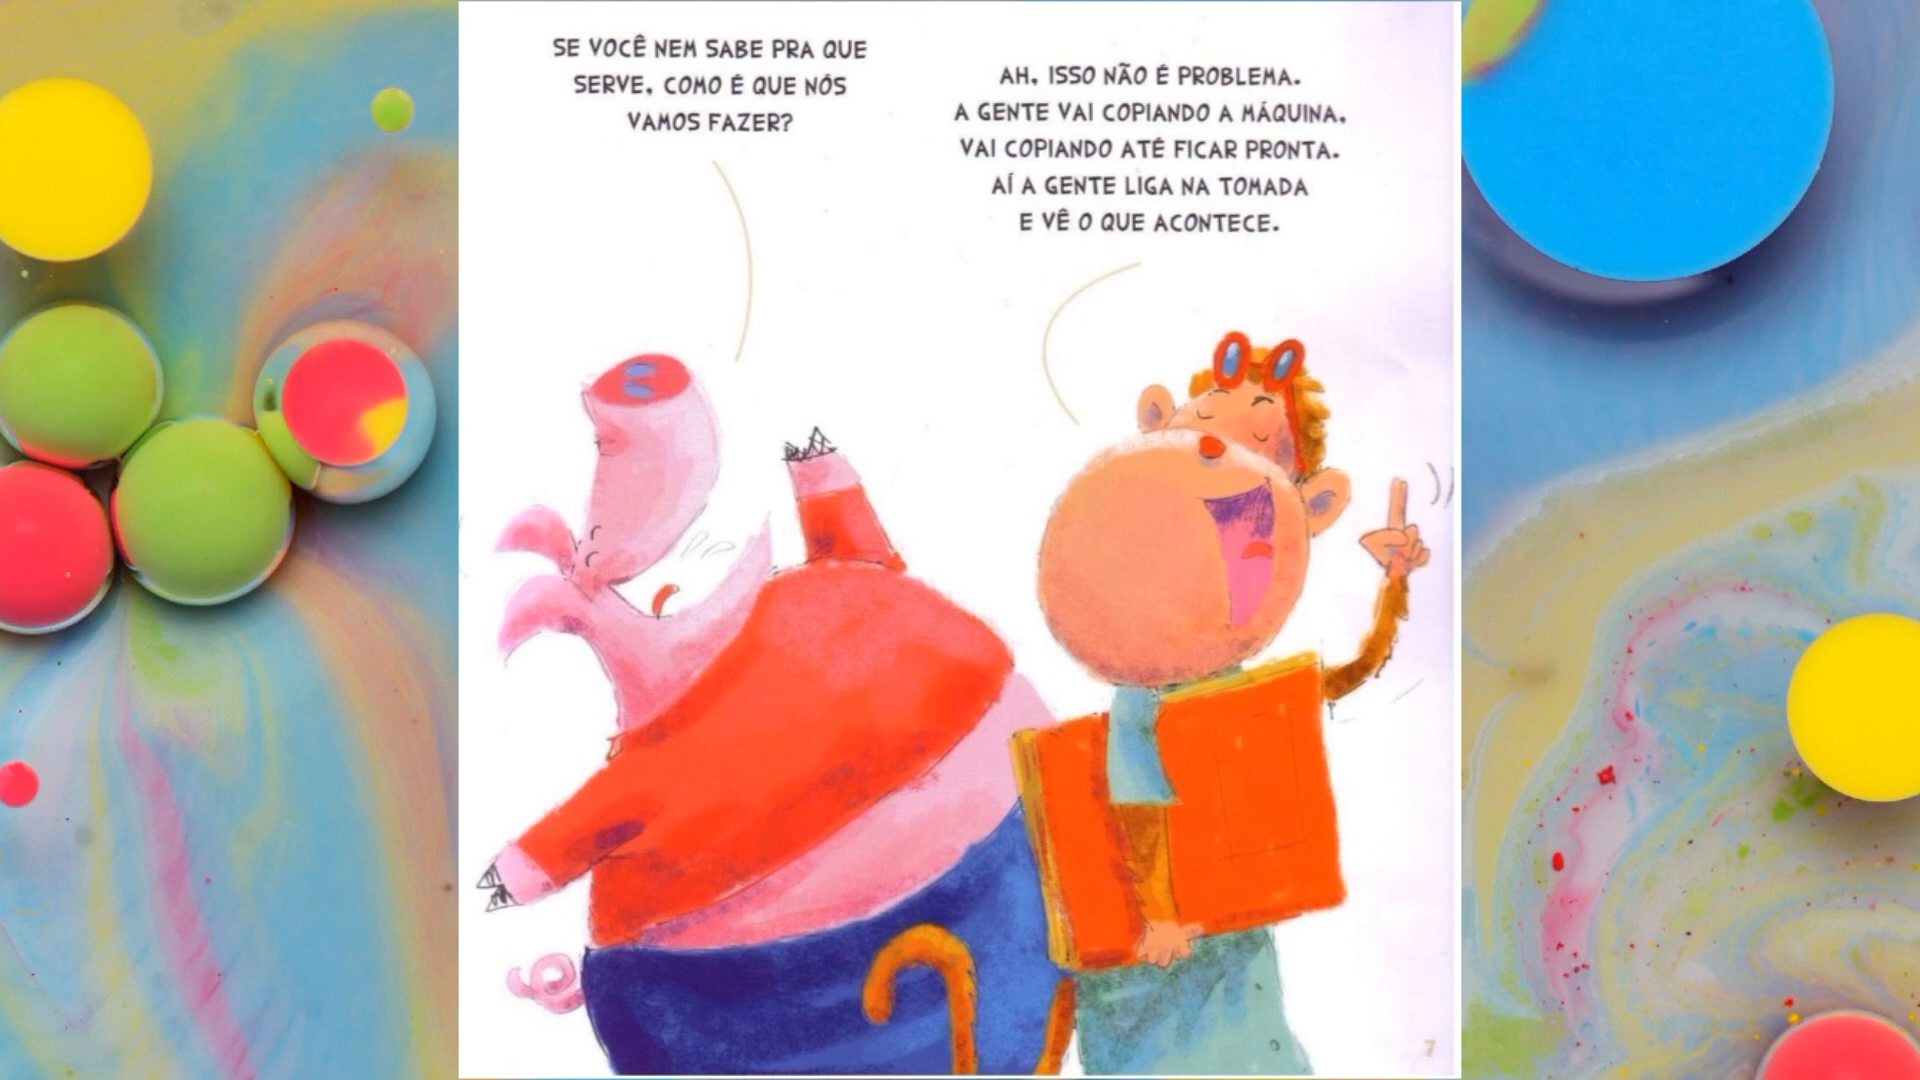 SE VOCÊ NEM SABE PRA QUE
SERVE, COMO É QUE NÓS
VAMOS FAZER?
AH, ISSO NÃO É PROBLEMA.
A GENTE VAI COPIANDO A MÁQUINA,
VAI COPIANDO ATÉ FICAR PRONTA.
AÍ A GENTE LIGA NA TOMADA
E VÊ O QUE ACONTECE.
7